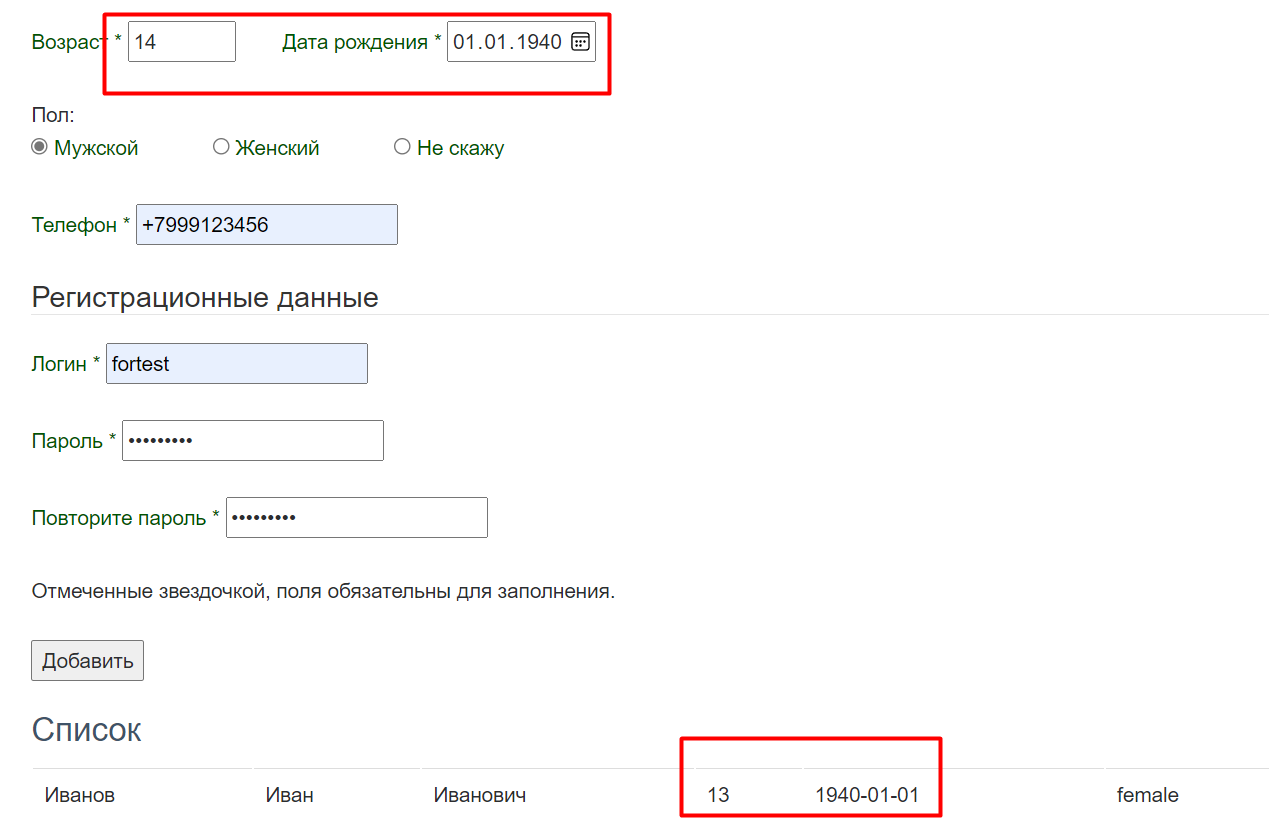 Возраст * 14 Дата рождения * 01.01.1940
Пол:
Мужской Женский Не скажу
Телефон * +7999123456
Регистрационные данные
Логин * fortest
Пароль * •••••••••
Повторите пароль * •••••••••
Отмеченные звездочкой, поля обязательны для заполнения.
Добавить
Список
Иванов Иван Иванович 13 1940-01-01 female